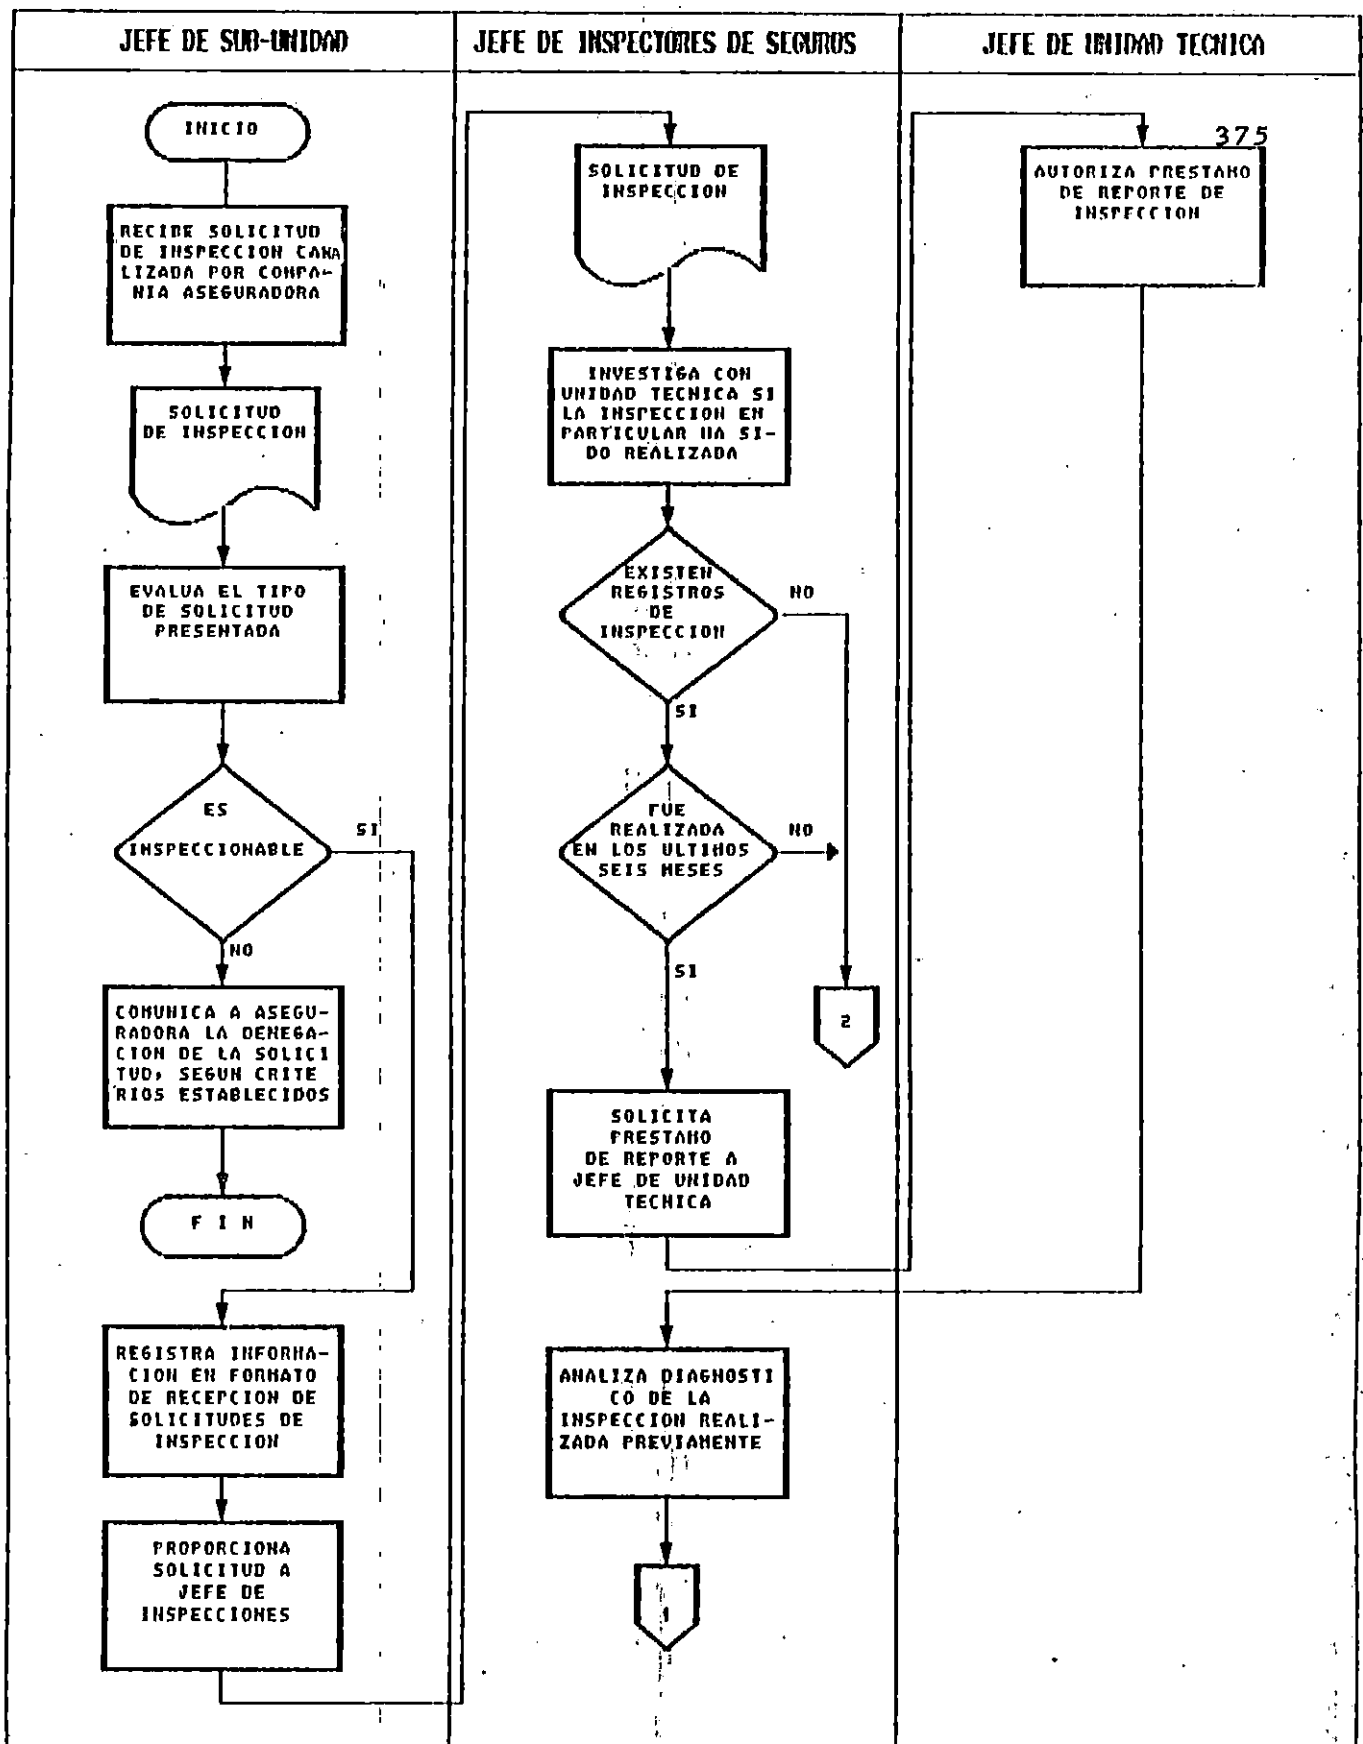 JEFE DE SUB-UNIDAD
JEFE DE INSPECTORES DE SEGUROS
JEFE DE UNIDAD TECNICA
INICIO
RECIBE SOLICITUD
DE INSPECCION CANA
LIZADA POR COMPA-
NIA ASEGURADORA
SOLICITUD
DE INSPECCION
EVALUA EL TIPO
DE SOLICITUD
PRESENTADA
ES
INSPECCIONABLE
SI
NO
COMUNICA A ASEGU-
RADORA LA DENEGA-
CION DE LA SOLICI
TUD, SEGUN CRITE
RIOS ESTABLECIDOS
F I N
REGISTRA INFORMA-
CION EN FORMATO
DE RECEPCION DE
SOLICITUDES DE
INSPECCION
PROPORCIONA
SOLICITUD A
JEFE DE
INSPECCIONES
SOLICITUD DE
INSPECCION
INVESTIGA CON
UNIDAD TECNICA SI
LA INSPECCION EN
PARTICULAR HA SI-
DO REALIZADA
EXISTEN
REGISTROS
DE
INSPECCION
NO
SI
FUE
REALIZADA
EN LOS ULTIMOS
SEIS MESES
NO
SI
2
SOLICITA
PRESTAMO
DE REPORTE A
JEFE DE UNIDAD
TECNICA
ANALIZA DIAGNOSTI
CO DE LA
INSPECCION REALI-
ZADA PREVIAMENTE
1
375
AUTORIZA PRESTAMO
DE REPORTE DE
INSPECCION